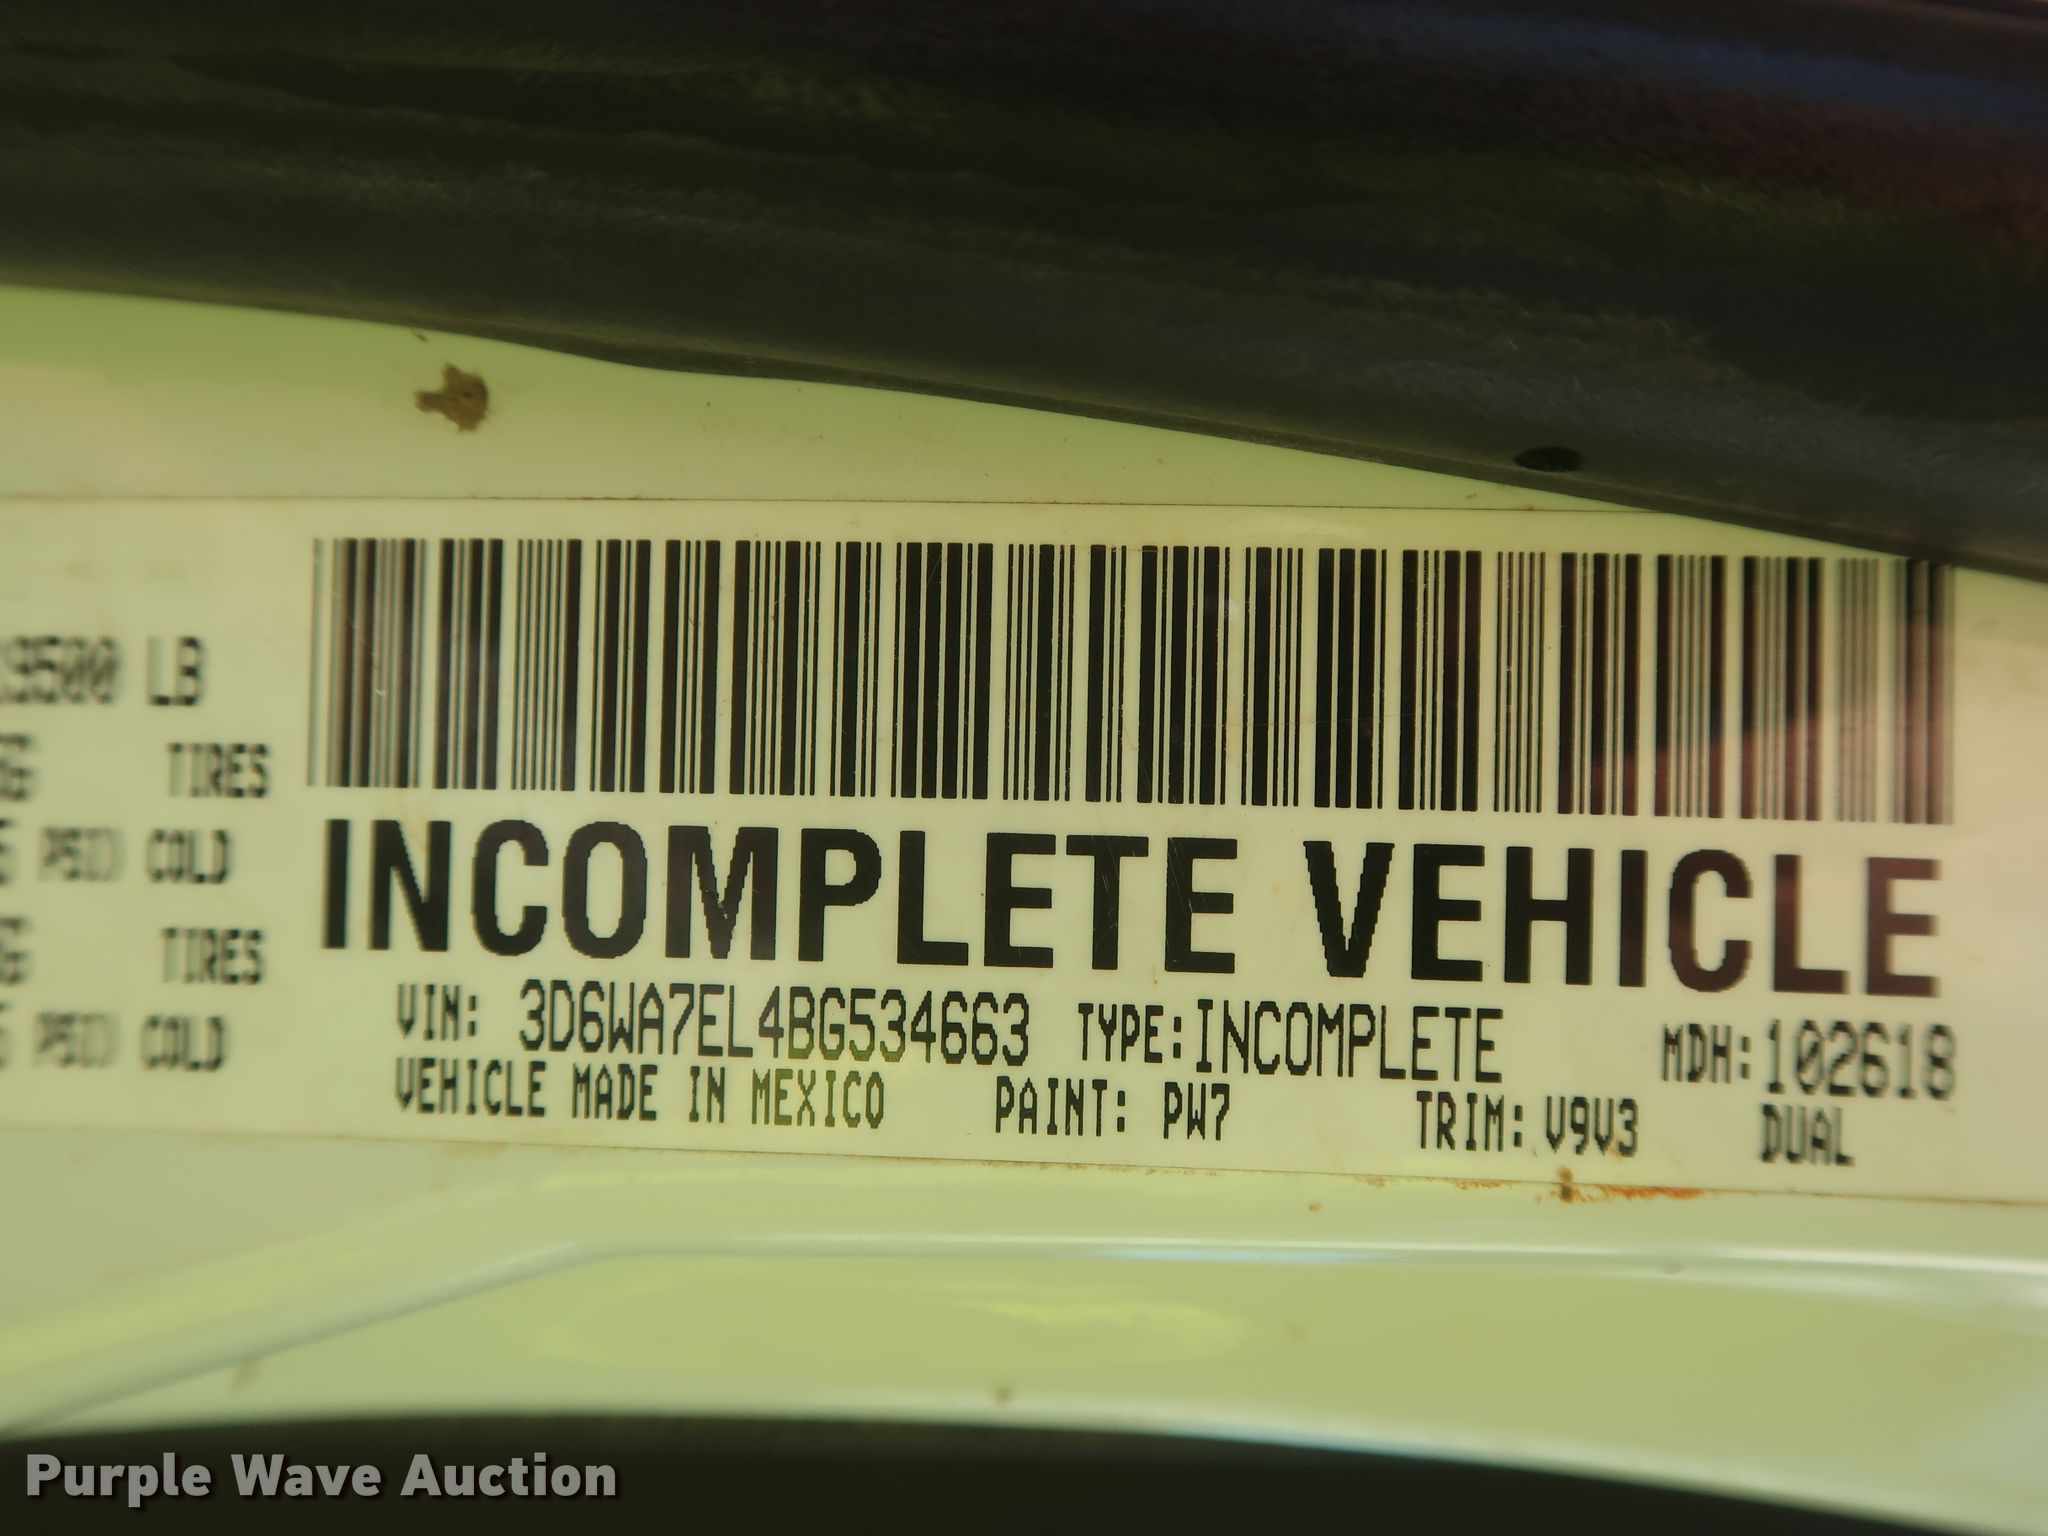 19500 LB
TIRES
PSI) COLD
TIRES
PSI) COLD
INCOMPLETE VEHICLE
VIN: 3D6WA7EL4BG534663 TYPE: INCOMPLETE MDH: 102618
VEHICLE MADE IN MEXICO PAINT: PW7 TRIM: V9V3 DUAL
Purple Wave Auction